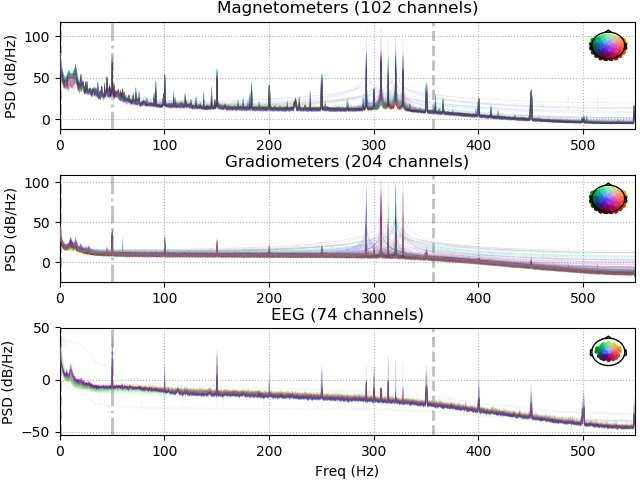 Magnetometers (102 channels)
PSD (dB/Hz)
100
50
0
0 100 200 300 400 500
Gradiometers (204 channels)
PSD (dB/Hz)
100
50
0
0 100 200 300 400 500
EEG (74 channels)
PSD (dB/Hz)
50
0
−50
0 100 200 300 400 500
Freq (Hz)